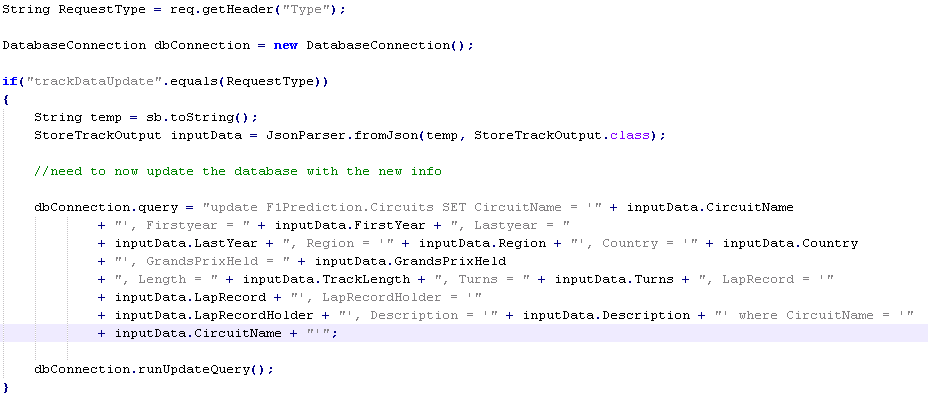 String RequestType = req.getHeader("Type");
DatabaseConnection dbConnection = new DatabaseConnection();
if("trackDataUpdate".equals(RequestType))
{
String temp = sb.toString();
StoreTrackOutput inputData = JsonParser.fromJson(temp, StoreTrackOutput.class);
//need to now update the database with the new info
dbConnection.query = "update F1Prediction.Circuits SET CircuitName = '" + inputData.CircuitName
+ "', Firstyear = " + inputData.FirstYear + ", Lastyear = "
+ inputData.LastYear + ", Region = '" + inputData.Region + "', Country = '" + inputData.Country
+ "', GrandsPrixHeld = " + inputData.GrandsPrixHeld
+ ", Length = " + inputData.TrackLength + ", Turns = " + inputData.Turns + ", LapRecord = '"
+ inputData.LapRecord + "', LapRecordHolder = '"
+ inputData.LapRecordHolder + "', Description = '" + inputData.Description + "' where CircuitName = '"
+ inputData.CircuitName + "'";
dbConnection.runUpdateQuery();
}